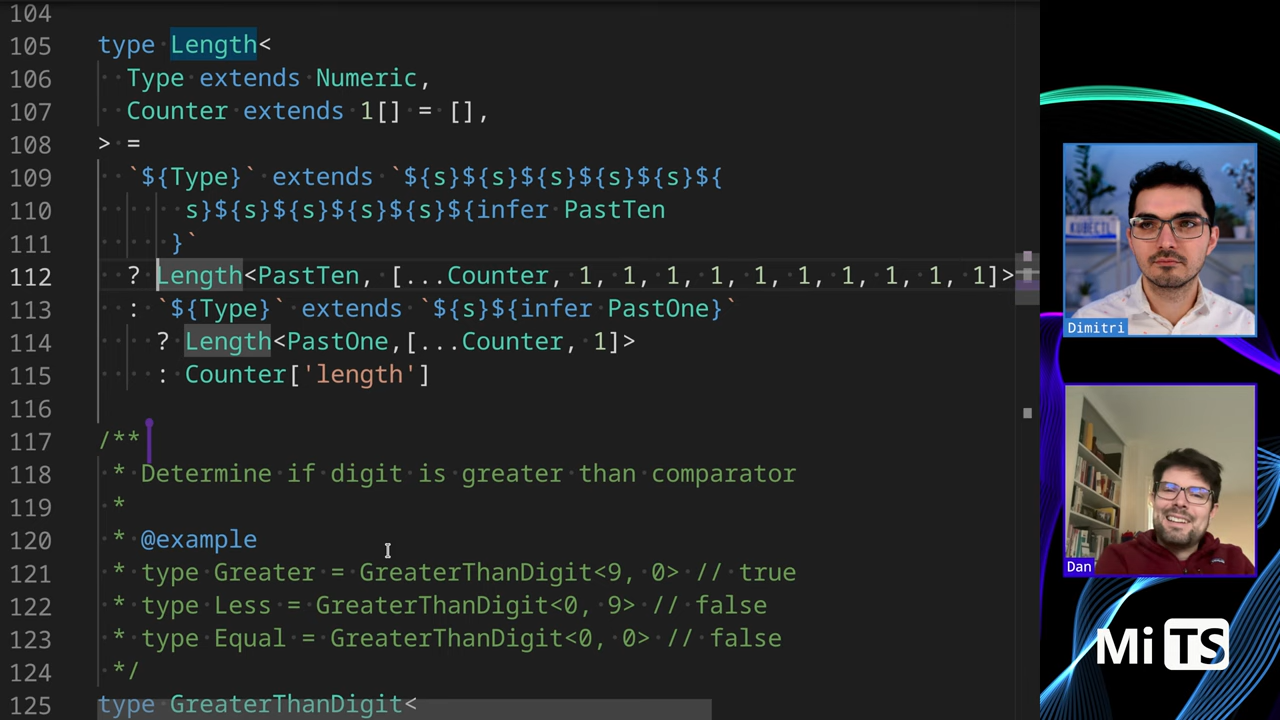 104
105 type Length<
106 Type extends Numeric,
107 Counter extends 1[] = [],
108 > =
109 `${Type}` extends `${s}${s}${s}${s}${s}${
110 s}${s}${s}${s}${s}${infer PastTen
111 }`
112 ? Length<PastTen, [...Counter, 1, 1, 1, 1, 1, 1, 1, 1, 1, 1]>
113 : `${Type}` extends `${s}${infer PastOne}`
114 ? Length<PastOne,[...Counter, 1]>
115 : Counter['length']
116
117 /**
118 * Determine if digit is greater than comparator
119 *
120 * @example
121 * type Greater = GreaterThanDigit<9, 0> // true
122 * type Less = GreaterThanDigit<0, 9> // false
123 * type Equal = GreaterThanDigit<0, 0> // false
124 */
125 type GreaterThanDigit<
KUBECTL
Dimitri
Dan
MiTS